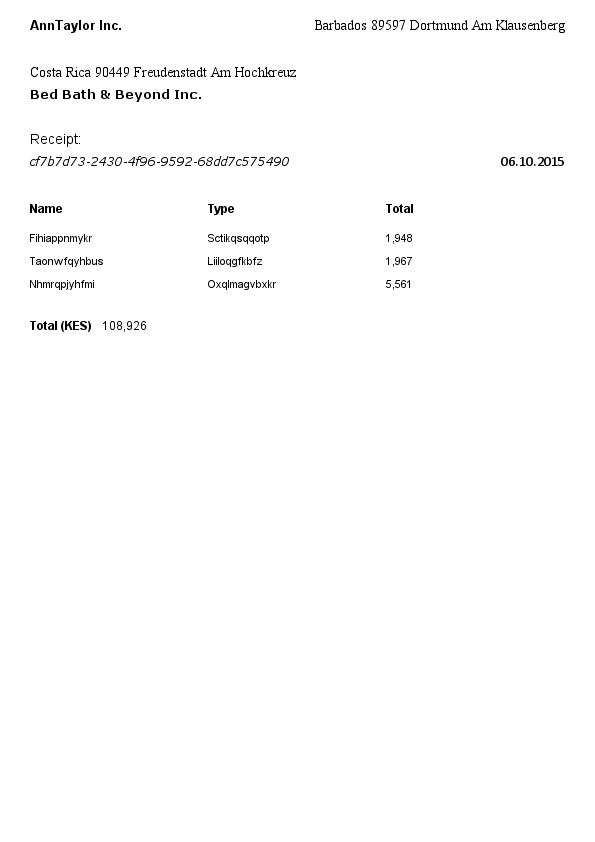 AnnTaylor Inc. Barbados 89597 Dortmund Am Klausenberg
Costa Rica 90449 Freudenstadt Am Hochkreuz
Bed Bath & Beyond Inc.
Receipt:
cf7b7d73-2430-4f96-9592-68dd7c575490 06.10.2015
Name Type Total
Fihiappnmykr Sctikqsqqotp 1,948
Taonwfqyhbus Liiloqgfkbfz 1,967
Nhmrqpjyhfmi Oxqlmagvbxkr 5,561
Total (KES) 108,926